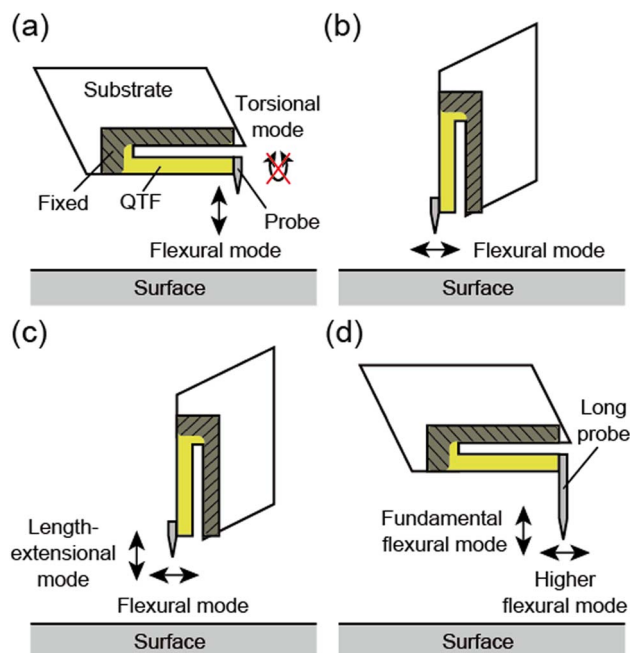 (a)
Substrate
Torsional
mode
Fixed
QTF
Probe
Flexural mode
Surface
(b)
Flexural mode
Surface
(c)
Length-
extensional
mode
Flexural mode
Surface
(d)
Long
probe
Fundamental
flexural mode
Higher
flexural mode
Surface